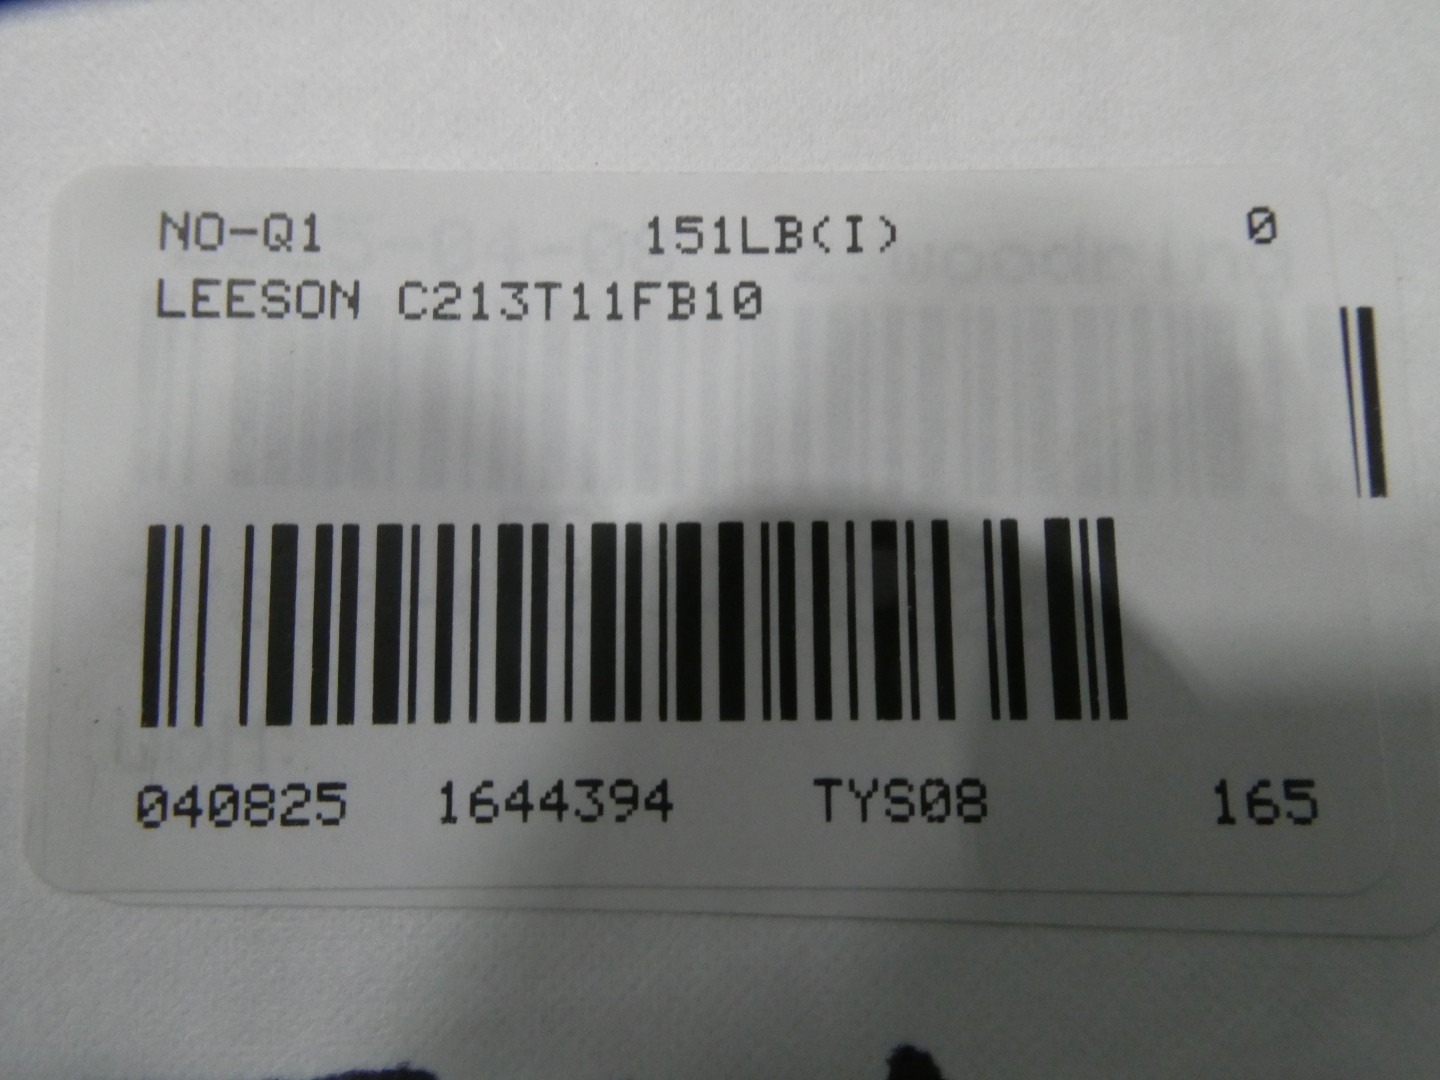 NO-Q1 151LB(I) 0
LEESON C213T11FB10
040825 1644394 TYS08 165